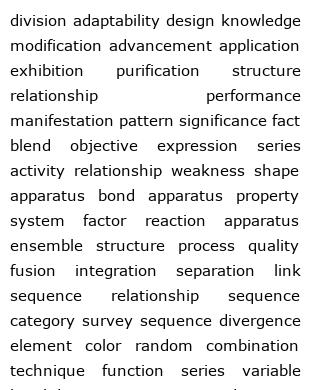 division adaptability design knowledge
modification advancement application
exhibition purification structure
relationship performance
manifestation pattern significance fact
blend objective expression series
activity relationship weakness shape
apparatus bond apparatus property
system factor reaction apparatus
ensemble structure process quality
fusion integration separation link
sequence relationship sequence
category survey sequence divergence
element color random combination
technique function series variable